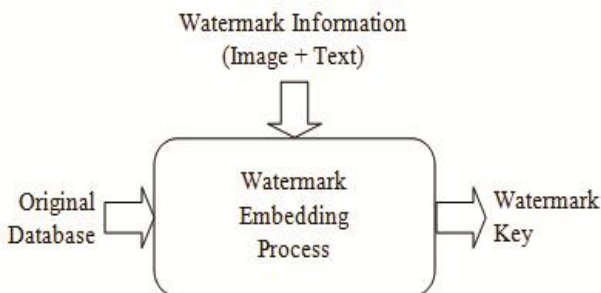 Watermark Information
(Image + Text)
Original
Database
Watermark
Embedding
Process
Watermark
Key